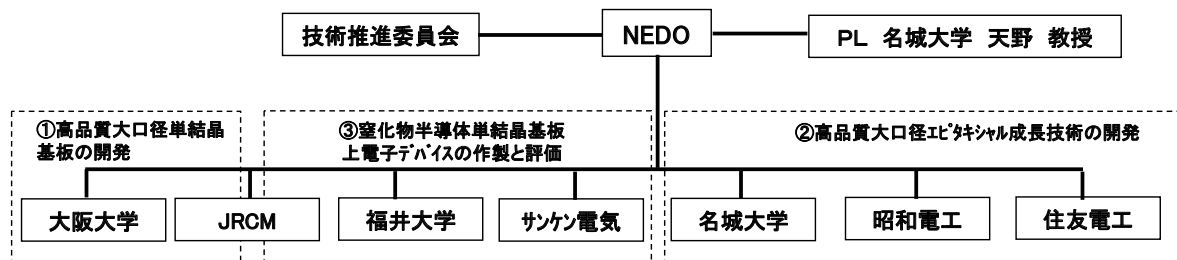 技術推進委員会
NEDO
PL 名城大学 天野 教授
①高品質大口径単結晶
基板の開発
③窒化物半導体単結晶基板
上電子ﾃﾞﾊﾞｲｽの作製と評価
②高品質大口径ｴﾋﾟﾀｷｼｬﾙ成長技術の開発
大阪大学
JRCM
福井大学
ｻﾝｹﾝ電気
名城大学
昭和電工
住友電工